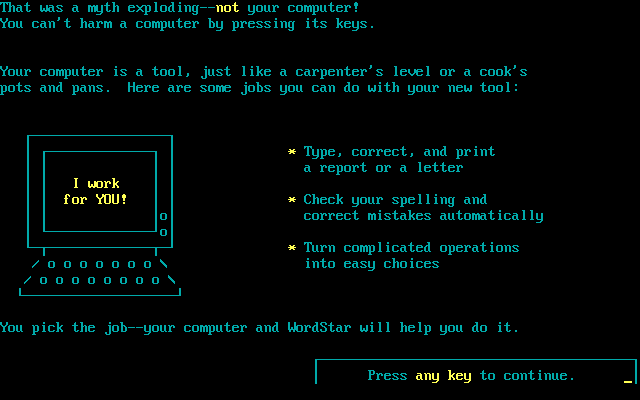 That was a myth exploding--not your computer!
You can't harm a computer by pressing its keys.
Your computer is a tool, just like a carpenter's level or a cook's
pots and pans.  Here are some jobs you can do with your new tool:
I work
for YOU!
* Type, correct, and print
a report or a letter
* Check your spelling and
correct mistakes automatically
* Turn complicated operations
into easy choices
You pick the job--your computer and WordStar will help you do it.
Press any key to continue.